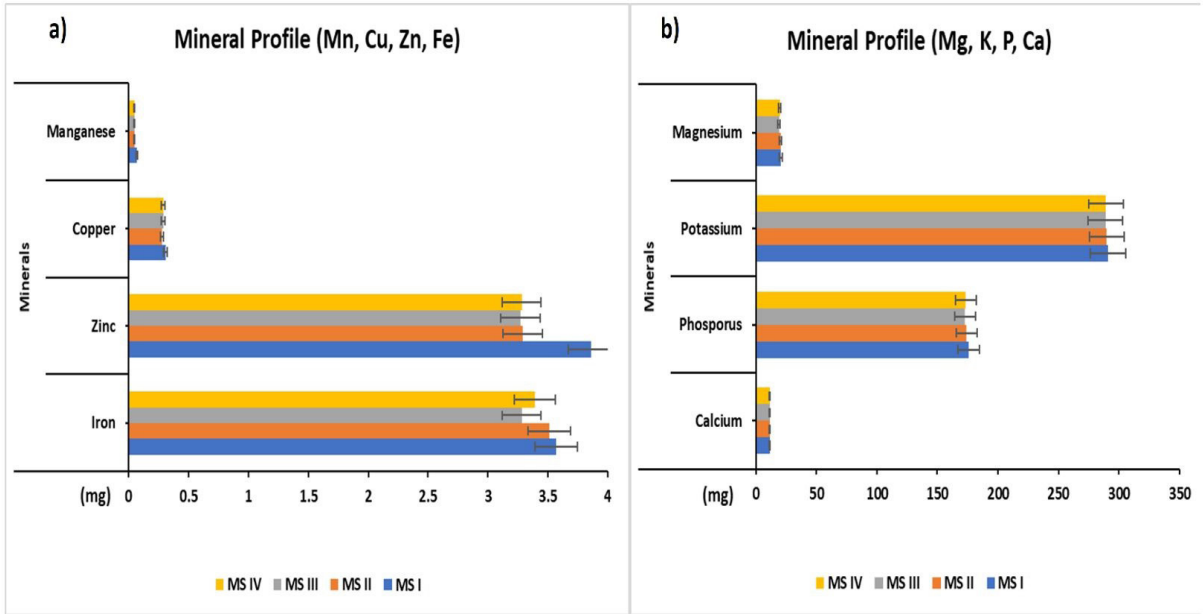 a)
Mineral Profile (Mn, Cu, Zn, Fe)
Minerals
Manganese
Copper
Zinc
Iron
(mg)
0 0.5 1 1.5 2 2.5 3 3.5 4
MS IV MS III MS II MS I
b)
Mineral Profile (Mg, K, P, Ca)
Minerals
Magnesium
Potassium
Phosporus
Calcium
(mg)
0 50 100 150 200 250 300 350
MS IV MS III MS II MS I